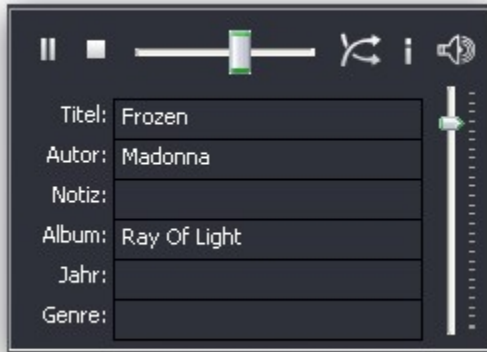 Titel: Frozen
Autor: Madonna
Notiz:
Album: Ray Of Light
Jahr:
Genre: